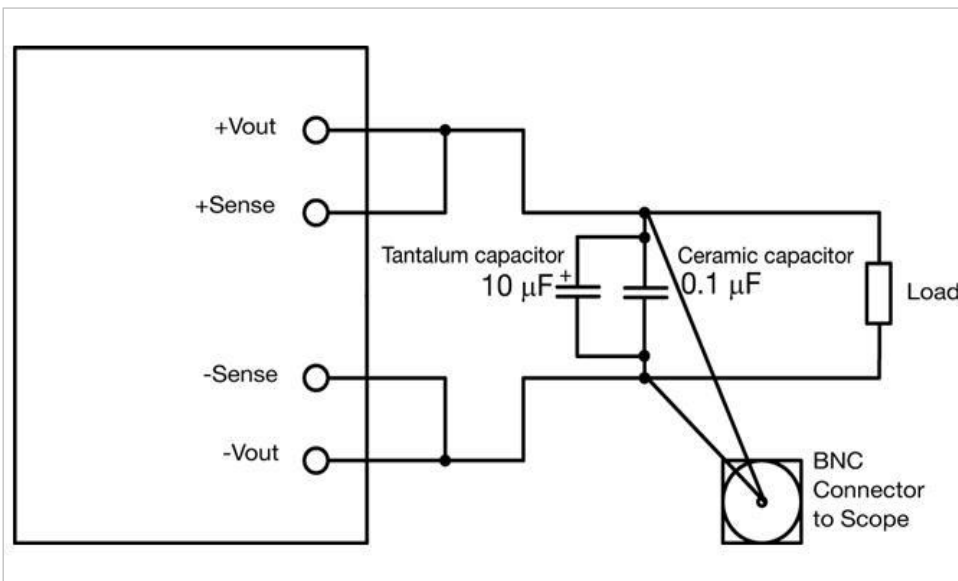 +Vout
+Sense
Tantalum capacitor
10 μF
+
Ceramic capacitor
0.1 μF
Load
-Sense
-Vout
BNC
Connector
to Scope